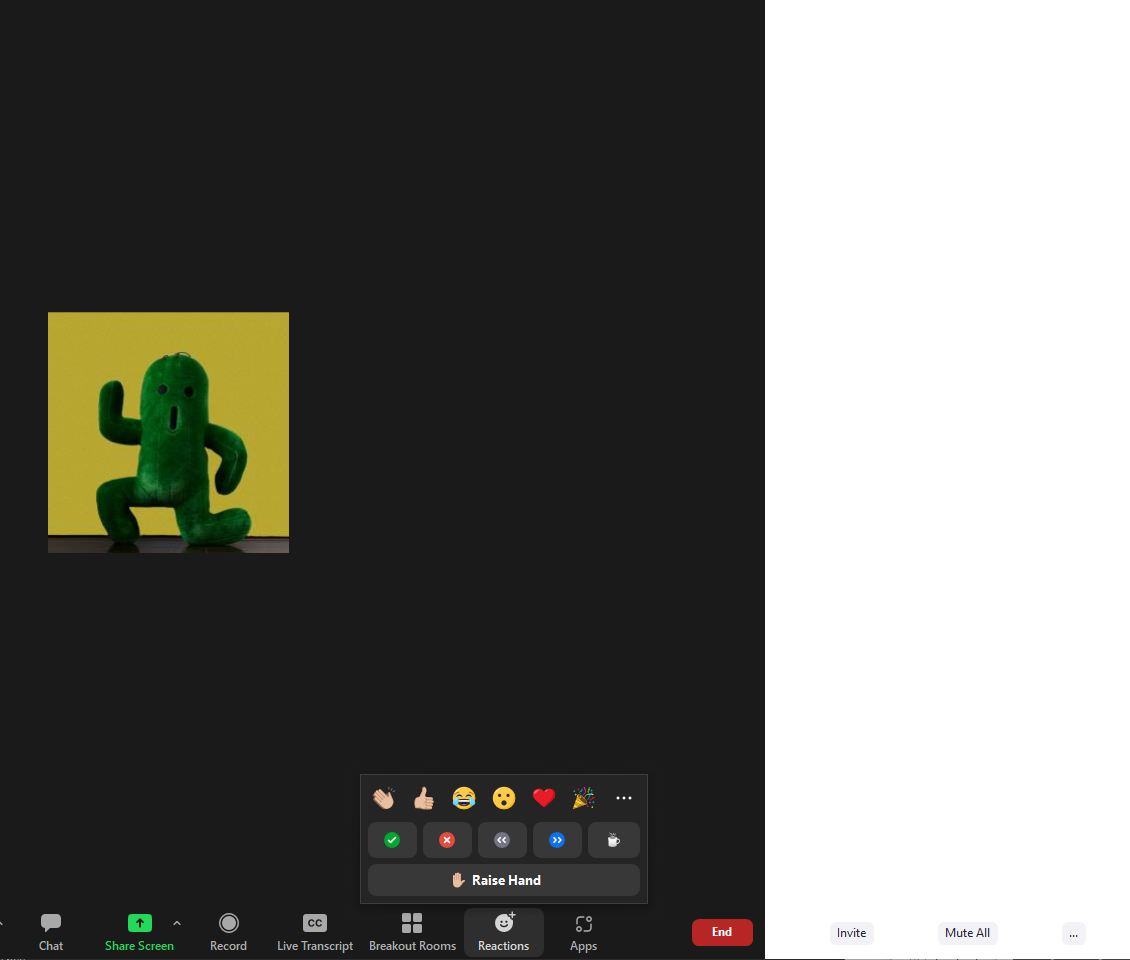 Raise Hand
CC
Chat
Share Screen
Record
Live Transcript
Breakout Rooms
Reactions
Apps
End
Invite
Mute All
...